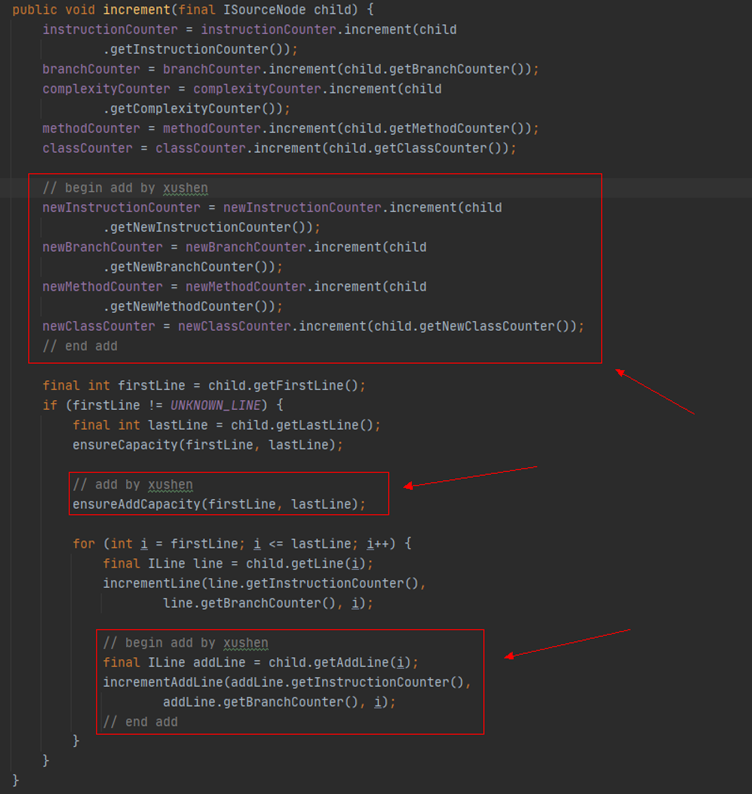 public void increment(final ISourceNode child) {
instructionCounter = instructionCounter.increment(child
.getInstructionCounter());
branchCounter = branchCounter.increment(child.getBranchCounter());
complexityCounter = complexityCounter.increment(child
.getComplexityCounter());
methodCounter = methodCounter.increment(child.getMethodCounter());
classCounter = classCounter.increment(child.getClassCounter());
// begin add by xushen
newInstructionCounter = newInstructionCounter.increment(child
.getNewInstructionCounter());
newBranchCounter = newBranchCounter.increment(child
.getNewBranchCounter());
newMethodCounter = newMethodCounter.increment(child
.getNewMethodCounter());
newClassCounter = newClassCounter.increment(child.getNewClassCounter());
// end add
final int firstLine = child.getFirstLine();
if (firstLine != UNKNOWN_LINE) {
final int lastLine = child.getLastLine();
ensureCapacity(firstLine, lastLine);
// add by xushen
ensureAddCapacity(firstLine, lastLine);
for (int i = firstLine; i <= lastLine; i++) {
final ILine line = child.getLine(i);
incrementLine(line.getInstructionCounter(),
line.getBranchCounter(), i);
// begin add by xushen
final ILine addLine = child.getAddLine(i);
incrementAddLine(addLine.getInstructionCounter(),
addLine.getBranchCounter(), i);
// end add
}
}
}